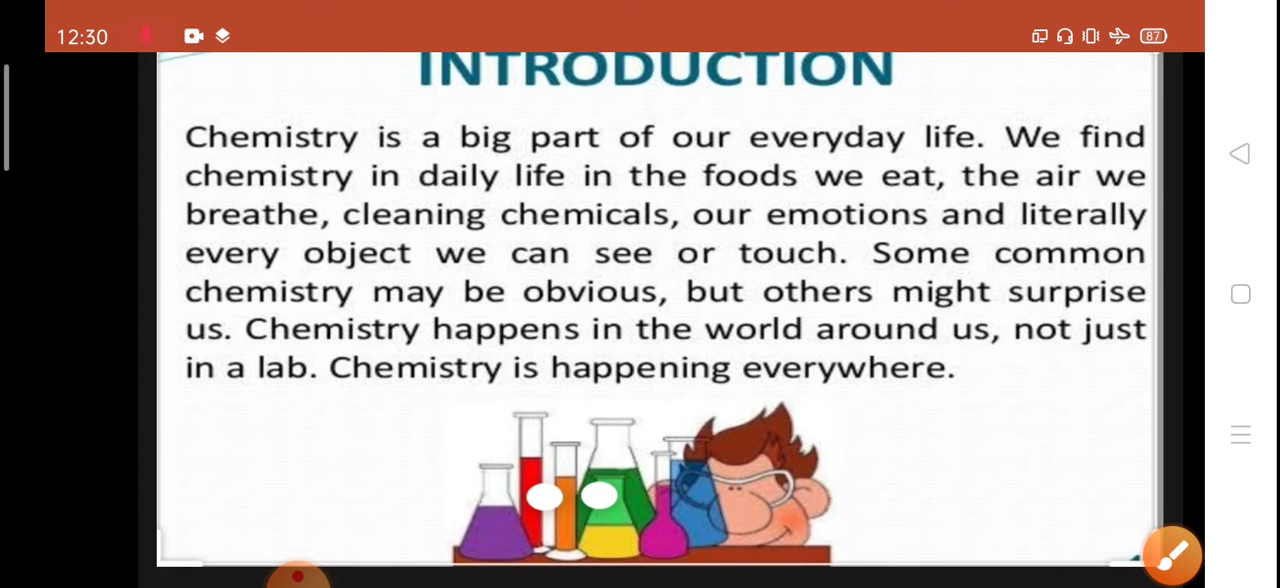 12:30
87
INTRODUCTION
Chemistry is a big part of our everyday life. We find
chemistry in daily life in the foods we eat, the air we
breathe, cleaning chemicals, our emotions and literally
every object we can see or touch. Some common
chemistry may be obvious, but others might surprise
us. Chemistry happens in the world around us, not just
in a lab. Chemistry is happening everywhere.